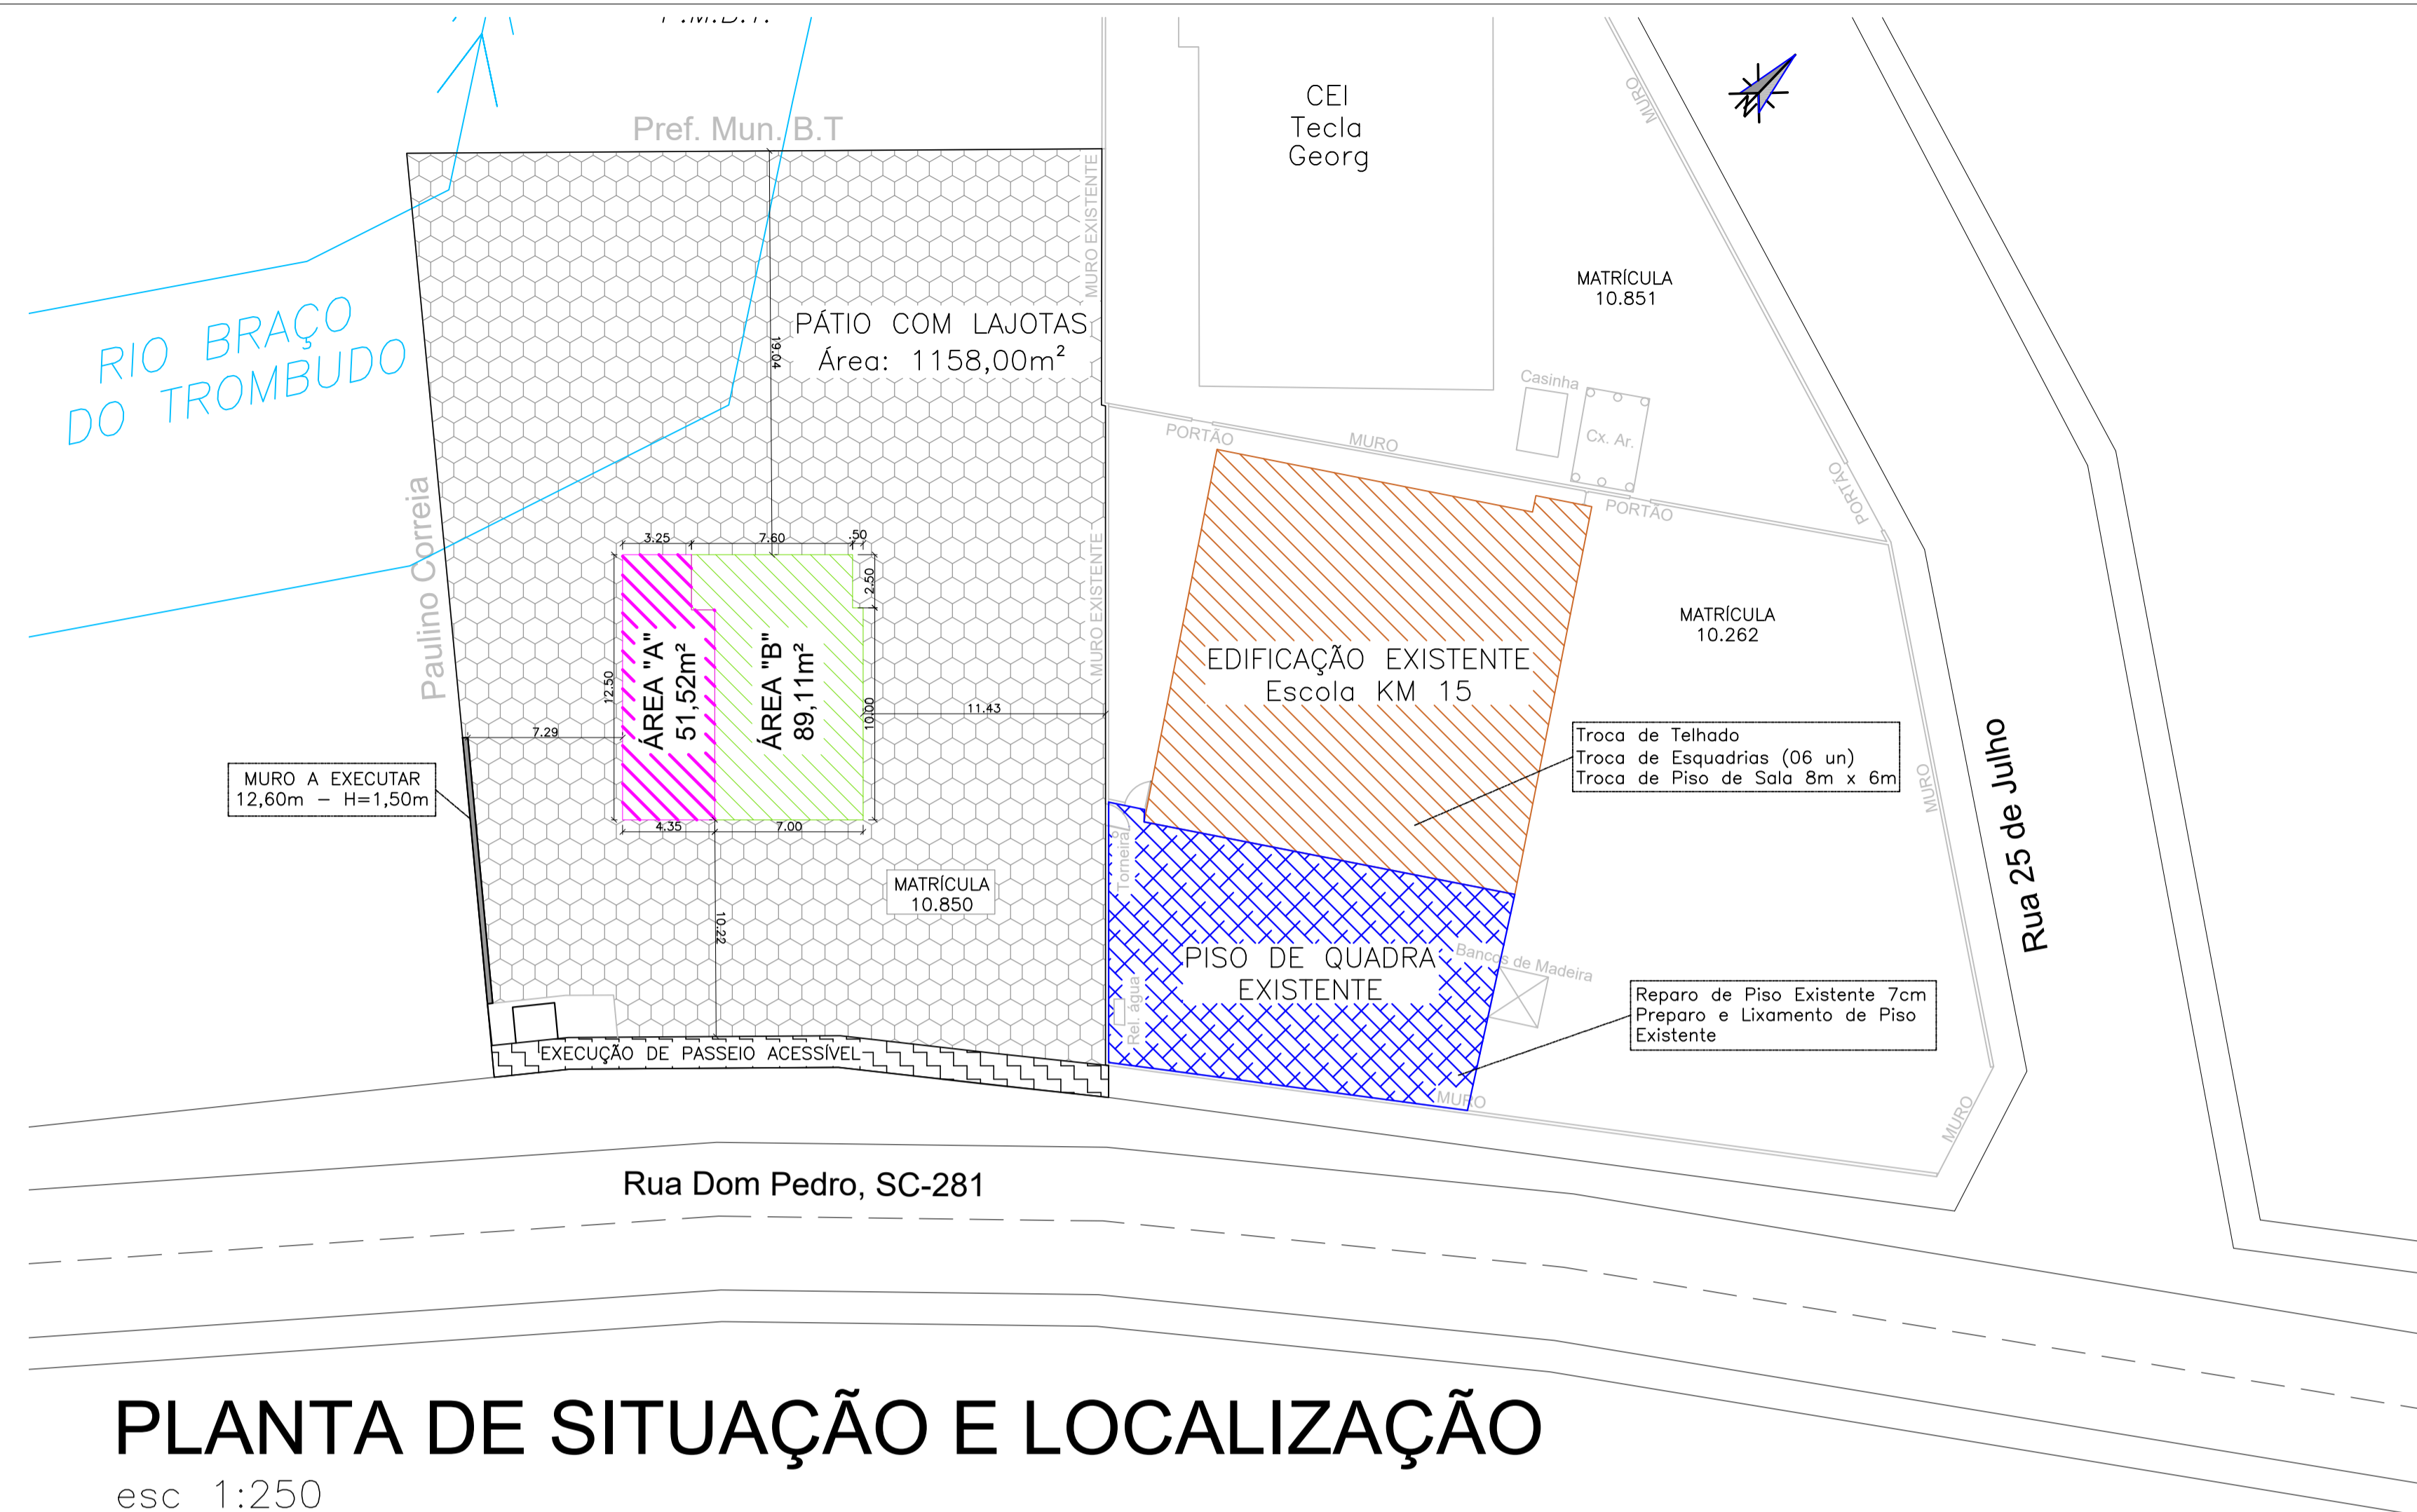 Pref. Mun. B.T
CEI
Tecla
Georg
MURO
N
MURO EXISTENTE
RIO BRAÇO
DO TROMBUDO
PÁTIO COM LAJOTAS
Área: 1158,00m²
19.04
MATRÍCULA
10.851
Casinha
Cx. Ar.
PORTÃO
MURO
PORTÃO
PORTÃO
Paulino Correia
3.25
7.60
.50
2.50
12.50
10.00
ÁREA "A"
51,52m²
ÁREA "B"
89,11m²
7.29
11.43
4.35
7.00
10.22
MURO EXISTENTE
EDIFICAÇÃO EXISTENTE
Escola KM 15
MATRÍCULA
10.262
Troca de Telhado
Troca de Esquadrias (06 un)
Troca de Piso de Sala 8m x 6m
MURO
Rua 25 de Julho
MURO A EXECUTAR
12,60m - H=1,50m
MATRÍCULA
10.850
Torneira
Rel. água
PISO DE QUADRA
EXISTENTE
Bancos de Madeira
Reparo de Piso Existente 7cm
Preparo e Lixamento de Piso
Existente
EXECUÇÃO DE PASSEIO ACESSÍVEL
MURO
MURO
Rua Dom Pedro, SC-281
PLANTA DE SITUAÇÃO E LOCALIZAÇÃO
esc 1:250